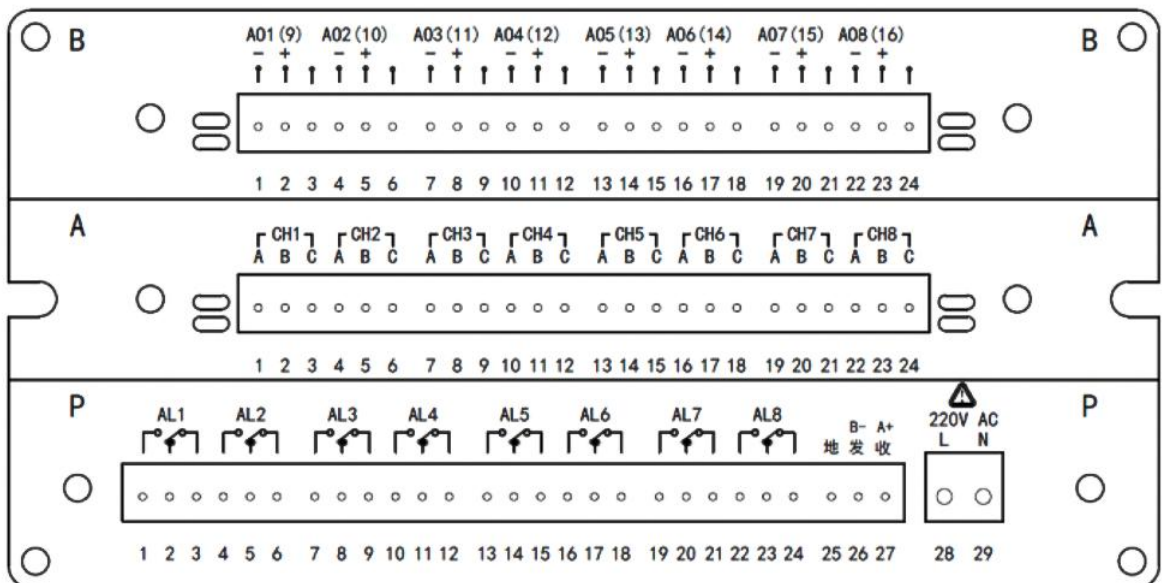 B A01(9) A02(10) A03(11) A04(12) A05(13) A06(14) A07(15) A08(16) B
- + - + - + - + - + - + - + - +
1 2 3 4 5 6 7 8 9 10 11 12 13 14 15 16 17 18 19 20 21 22 23 24
A CH1 CH2 CH3 CH4 CH5 CH6 CH7 CH8 A
A B C A B C A B C A B C A B C A B C A B C A B C
1 2 3 4 5 6 7 8 9 10 11 12 13 14 15 16 17 18 19 20 21 22 23 24
P AL1 AL2 AL3 AL4 AL5 AL6 AL7 AL8 220V AC P
B- A+ L N
地 发 收
1 2 3 4 5 6 7 8 9 10 11 12 13 14 15 16 17 18 19 20 21 22 23 24 25 26 27 28 29